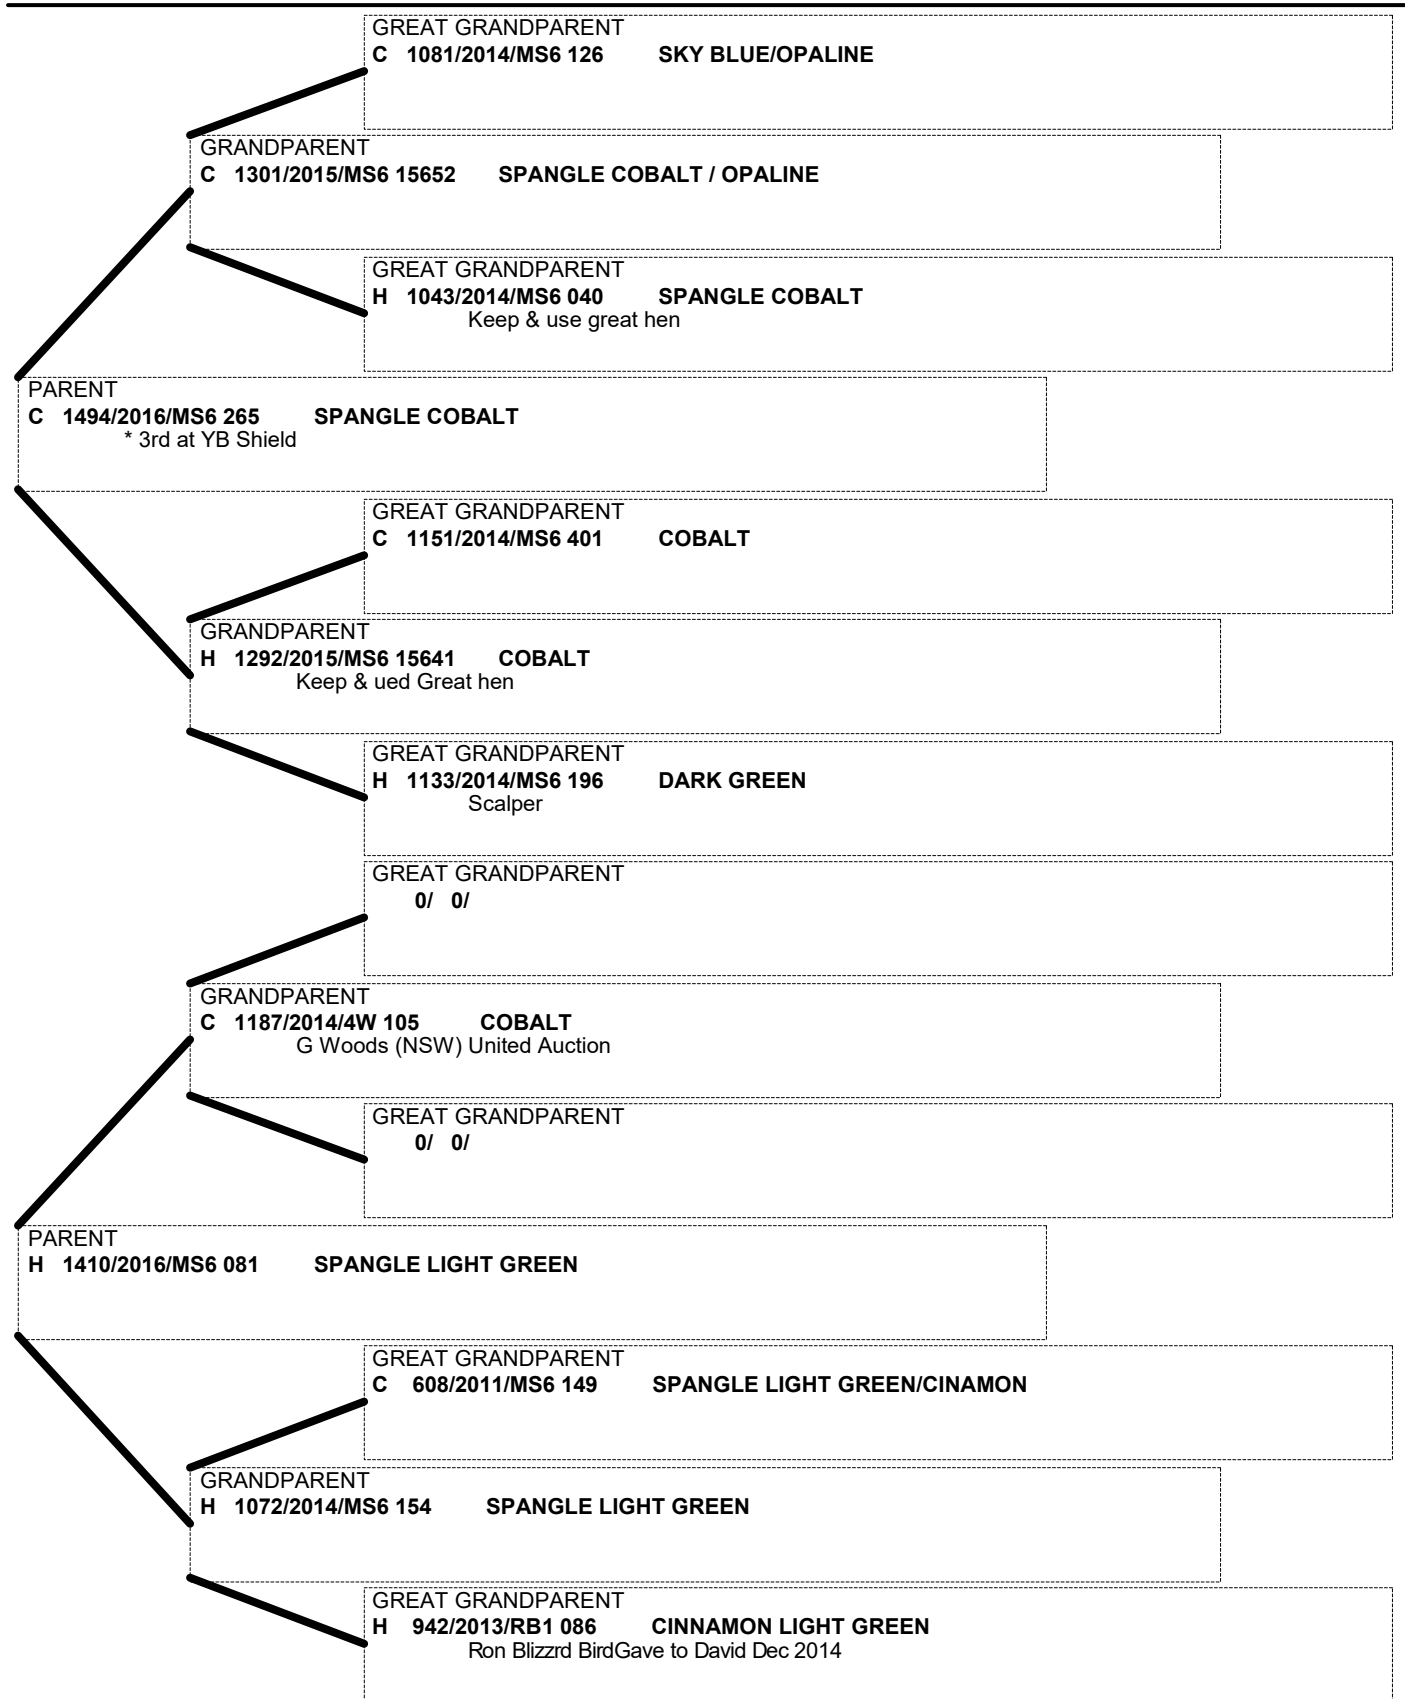 GREAT GRANDPARENT
C 1081/2014/MS6 126 SKY BLUE/OPALINE
GRANDPARENT
C 1301/2015/MS6 15652 SPANGLE COBALT / OPALINE
GREAT GRANDPARENT
H 1043/2014/MS6 040 SPANGLE COBALT
Keep & use great hen
PARENT
C 1494/2016/MS6 265 SPANGLE COBALT
* 3rd at YB Shield
GREAT GRANDPARENT
C 1151/2014/MS6 401 COBALT
GRANDPARENT
H 1292/2015/MS6 15641 COBALT
Keep & ued Great hen
GREAT GRANDPARENT
H 1133/2014/MS6 196 DARK GREEN
Scalper
GREAT GRANDPARENT
0/ 0/
GRANDPARENT
C 1187/2014/4W 105 COBALT
G Woods (NSW) United Auction
GREAT GRANDPARENT
0/ 0/
PARENT
H 1410/2016/MS6 081 SPANGLE LIGHT GREEN
GREAT GRANDPARENT
C 608/2011/MS6 149 SPANGLE LIGHT GREEN/CINAMON
GRANDPARENT
H 1072/2014/MS6 154 SPANGLE LIGHT GREEN
GREAT GRANDPARENT
H 942/2013/RB1 086 CINNAMON LIGHT GREEN
Ron Blizzrd BirdGave to David Dec 2014